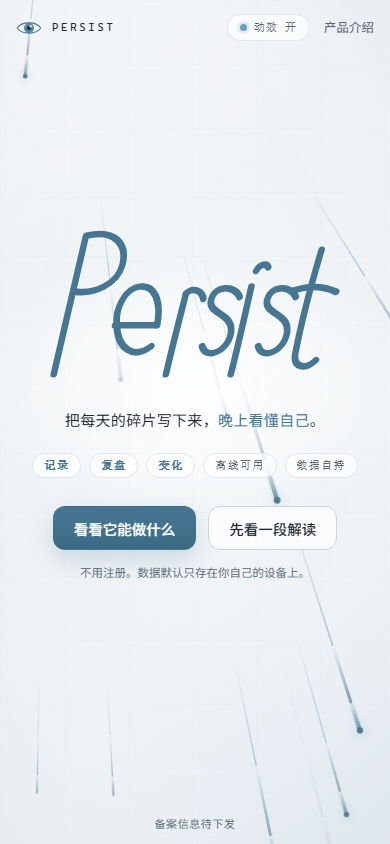 PERSIST
动效 开
产品介绍
Persist
把每天的碎片写下来，晚上看懂自己。
记录
复盘
变化
离线可用
数据自持
看看它能做什么
先看一段解读
不用注册。数据默认只存在你自己的设备上。
备案信息待下发